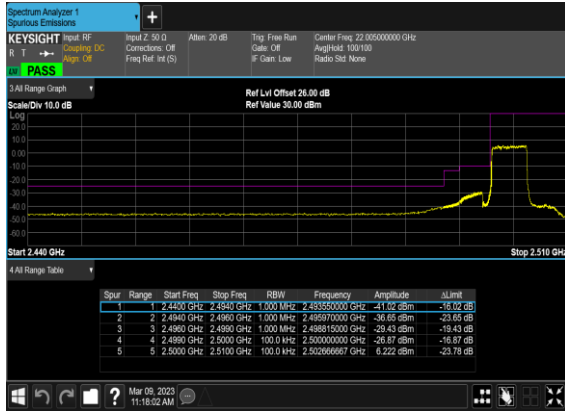 Spectrum Analyzer 1
Spurious Emissions
+
KEYSIGHT Input: RF Input Z: 50 Ω Atten: 20 dB Trig: Free Run Center Freq: 22.005000000 GHz
R T Coupling: DC Corrections: Off Gate: Off Avg|Hold: 100/100
Align: Off Freq Ref: Int (S) IF Gain: Low Radio Std: None
PASS
3 All Range Graph
Ref Lvl Offset 26.00 dB
Scale/Div 10.0 dB Ref Value 30.00 dBm
Log
20.0
10.0
0.00
-10.0
-20.0
-30.0
-40.0
-50.0
-60.0
Start 2.440 GHz Stop 2.510 GHz
4 All Range Table
Spur Range Start Freq Stop Freq RBW Frequency Amplitude ΔLimit
1 1 2.4400 GHz 2.4940 GHz 1.000 MHz 2.493550000 GHz -41.02 dBm -16.02 dB
2 2 2.4940 GHz 2.4960 GHz 1.000 MHz 2.495970000 GHz -36.65 dBm -23.65 dB
3 3 2.4960 GHz 2.4990 GHz 1.000 MHz 2.498815000 GHz -29.43 dBm -19.43 dB
4 4 2.4990 GHz 2.5000 GHz 100.0 kHz 2.500000000 GHz -26.87 dBm -16.87 dB
5 5 2.5000 GHz 2.5100 GHz 100.0 kHz 2.502666667 GHz 6.222 dBm -23.78 dB
? Mar 09, 2023
11:18:02 AM